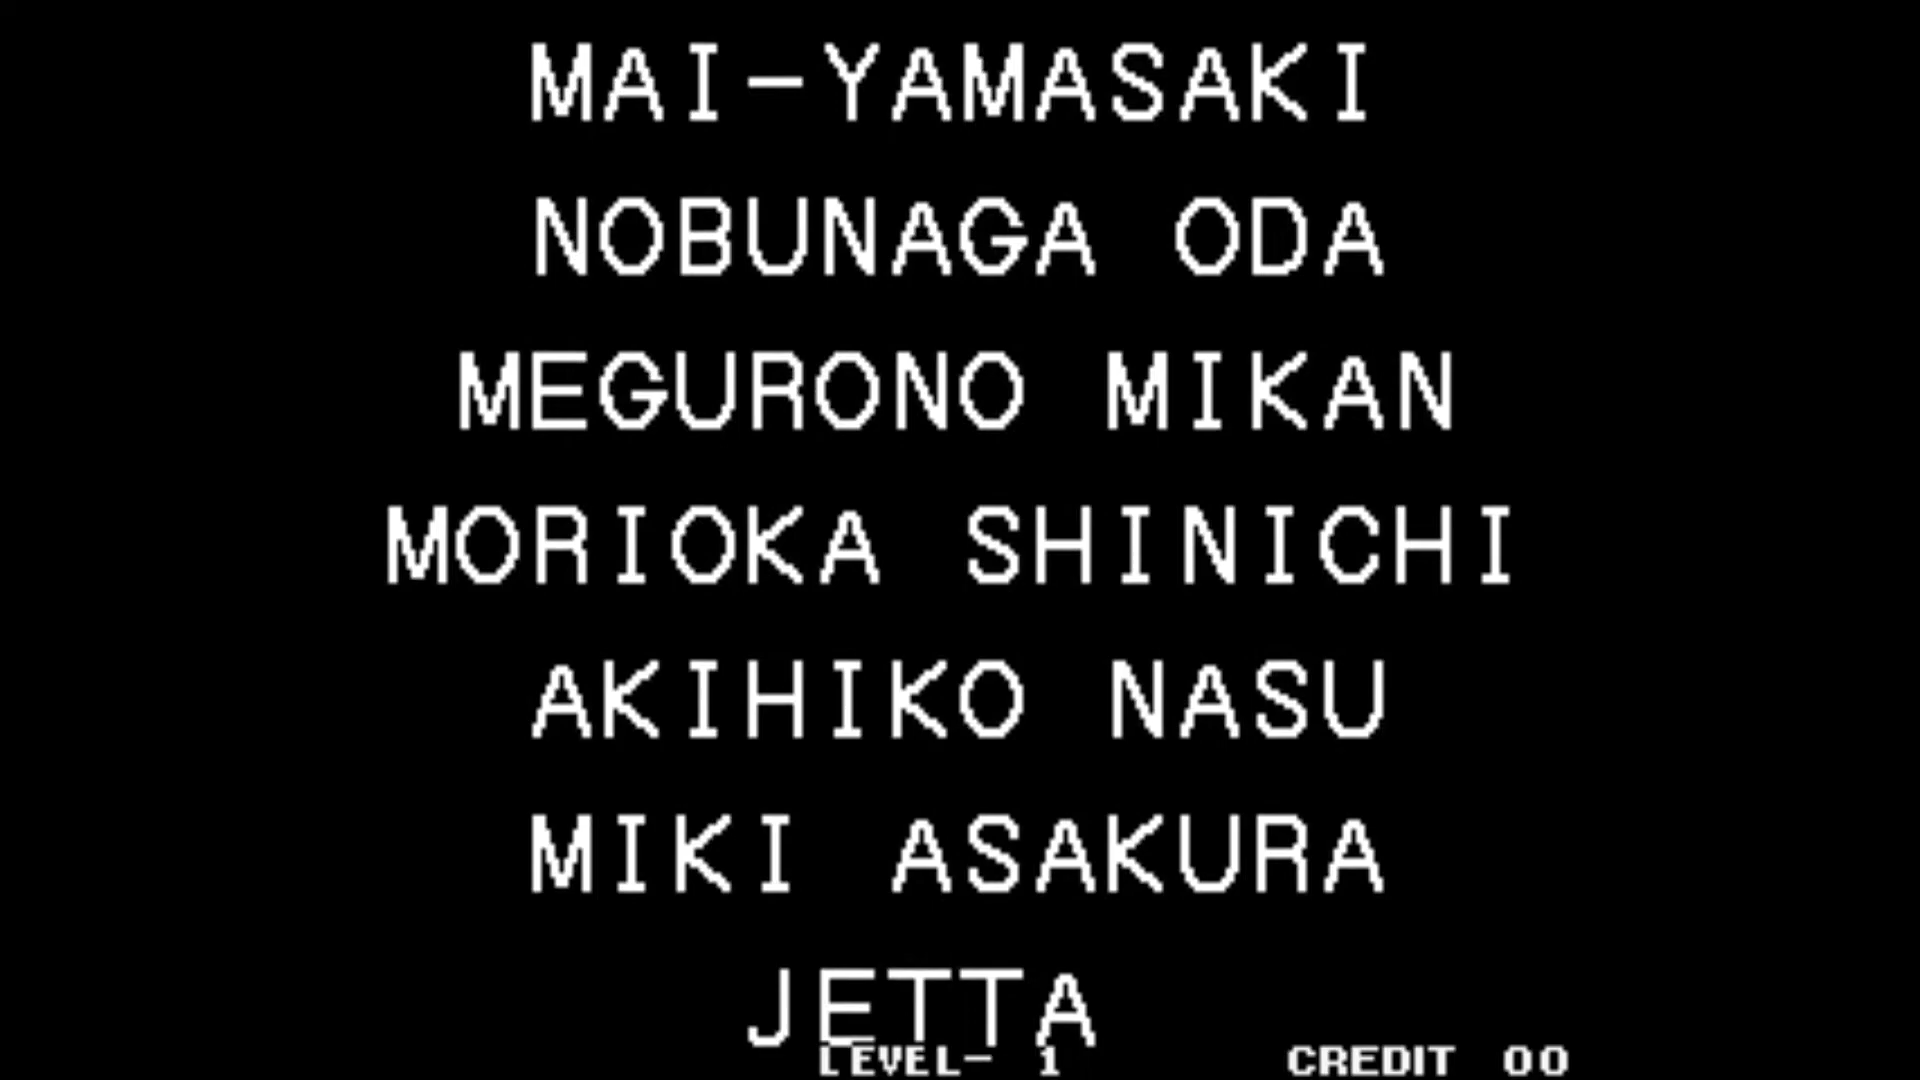 MAI-YAMASAKI
NOBUNAGA ODA
MEGURONO MIKAN
MORIOKA SHINICHI
AKIHIKO NASU
MIKI ASAKURA
JETTA
LEVEL- 1 CREDIT 00